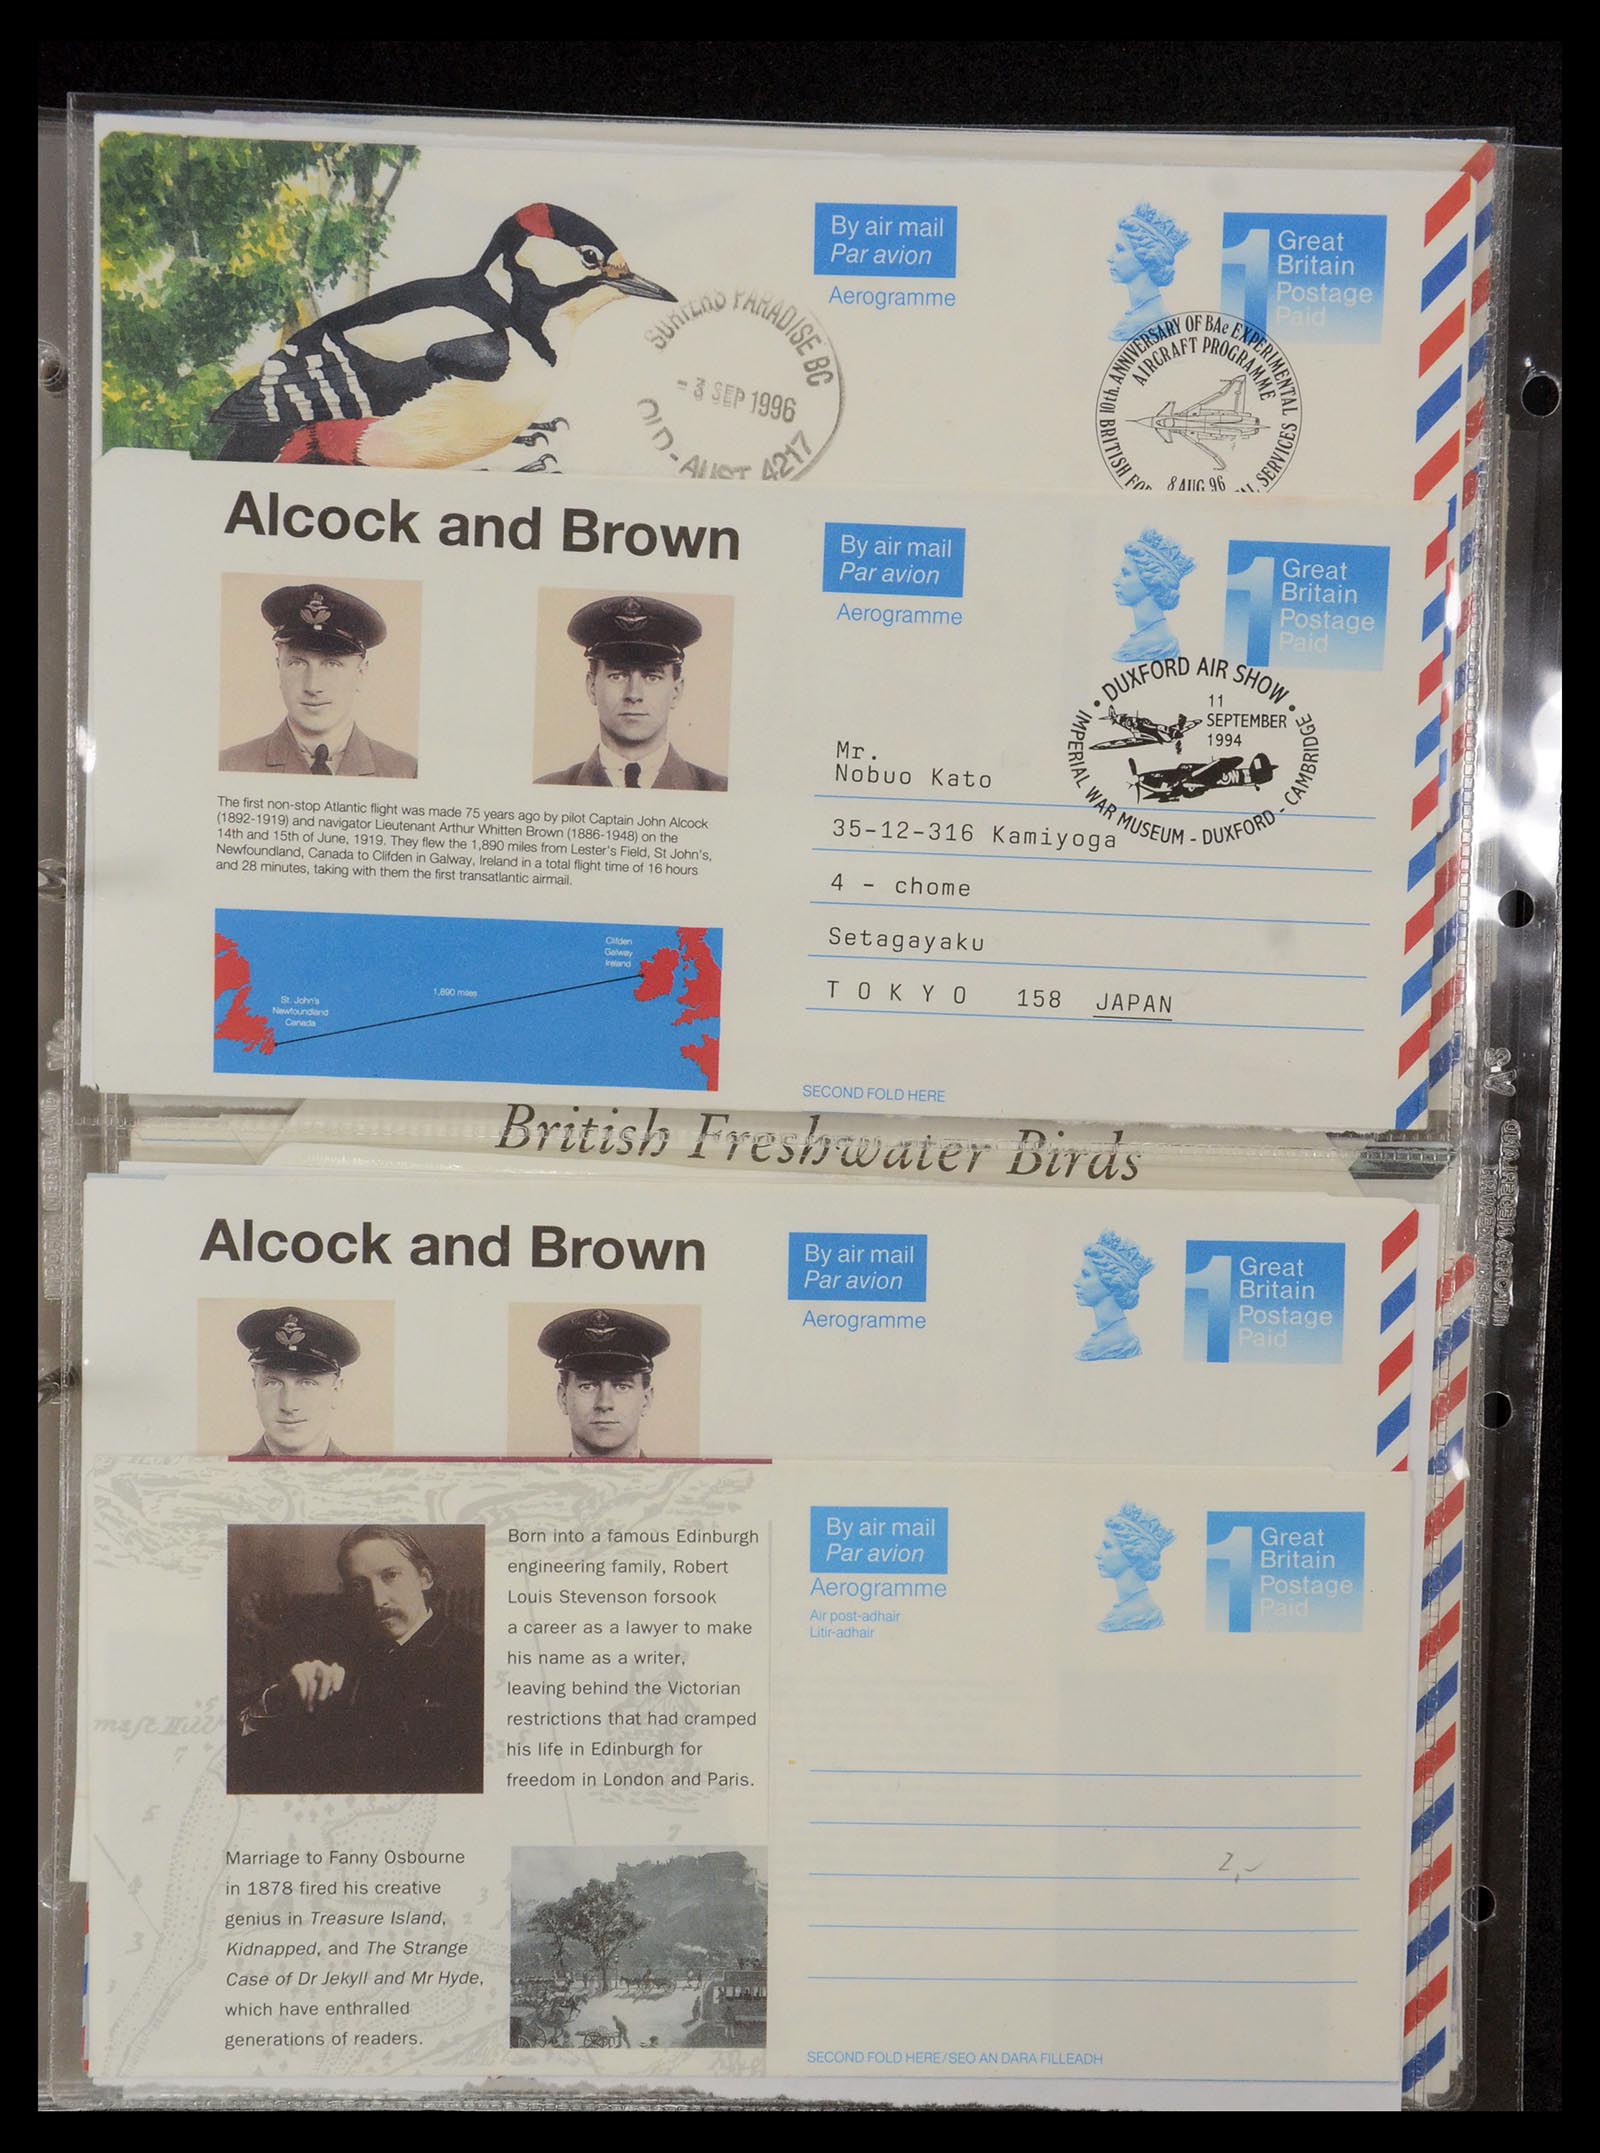 By air mail
Par avion
Aerogramme
Great
Britain
Postage
Paid
1
SURFERS PARADISE BC
-3 SEP 1996
QLD - AUST 4217
10th. ANNIVERSARY OF BAe EXPERIMENTAL
AIRCRAFT PROGRAMME
BRITISH
SERVICES
8 AUG 96
Alcock and Brown
By air mail
Par avion
Aerogramme
1
Great
Britain
Postage
Paid
• DUXFORD AIR SHOW •
11
SEPTEMBER
1994
IMPERIAL WAR MUSEUM - DUXFORD - CAMBRIDGE
The first non-stop Atlantic flight was made 75 years ago by pilot Captain John Alcock
(1892-1919) and navigator Lieutenant Arthur Whitten Brown (1886-1948) on the
14th and 15th of June, 1919. They flew the 1,890 miles from Lester's Field, St John's,
Newfoundland, Canada to Clifden in Galway, Ireland in a total flight time of 16 hours
and 28 minutes, taking with them the first transatlantic airmail.
Clifden
Galway
Ireland
1,890 miles
St. John's
Newfoundland
Canada
Mr.
Nobuo Kato
35-12-316 Kamiyoga
4 - chome
Setagayaku
T O K Y O 158 JAPAN
SECOND FOLD HERE
British Freshwater Birds
Alcock and Brown
By air mail
Par avion
Aerogramme
1
Great
Britain
Postage
Paid
Born into a famous Edinburgh
engineering family, Robert
Louis Stevenson forsook
a career as a lawyer to make
his name as a writer,
leaving behind the Victorian
restrictions that had cramped
his life in Edinburgh for
freedom in London and Paris.
Marriage to Fanny Osbourne
in 1878 fired his creative
genius in Treasure Island,
Kidnapped, and The Strange
Case of Dr Jekyll and Mr Hyde,
which have enthralled
generations of readers.
By air mail
Par avion
Aerogramme
Air post-adhair
Litir-adhair
1
Great
Britain
Postage
Paid
2,-
SECOND FOLD HERE/SEO AN DARA FILLEADH